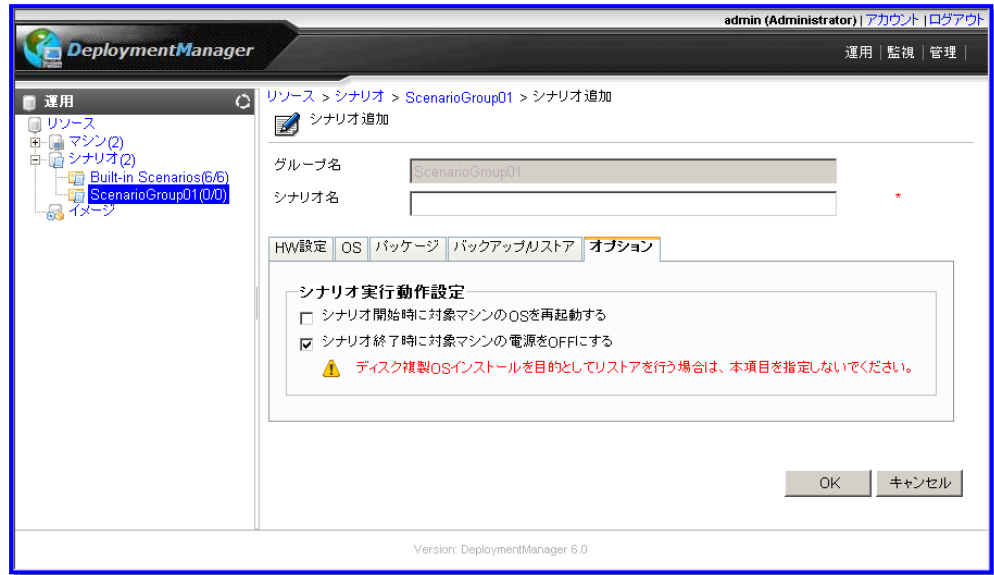 admin (Administrator) | アカウント | ログアウト
DeploymentManager
運用 | 監視 | 管理 |
運用
リソース
マシン(2)
シナリオ(2)
Built-in Scenarios(6/6)
ScenarioGroup01(0/0)
イメージ
リソース > シナリオ > ScenarioGroup01 > シナリオ追加
シナリオ追加
グループ名
ScenarioGroup01
シナリオ名
*
HW設定 OS パッケージ バックアップ/リストア オプション
シナリオ実行動作設定
シナリオ開始時に対象マシンのOSを再起動する
シナリオ終了時に対象マシンの電源をOFFにする
ディスク複製OSインストールを目的としてリストアを行う場合は、本項目を指定しないでください。
OK キャンセル
Version: DeploymentManager 6.0